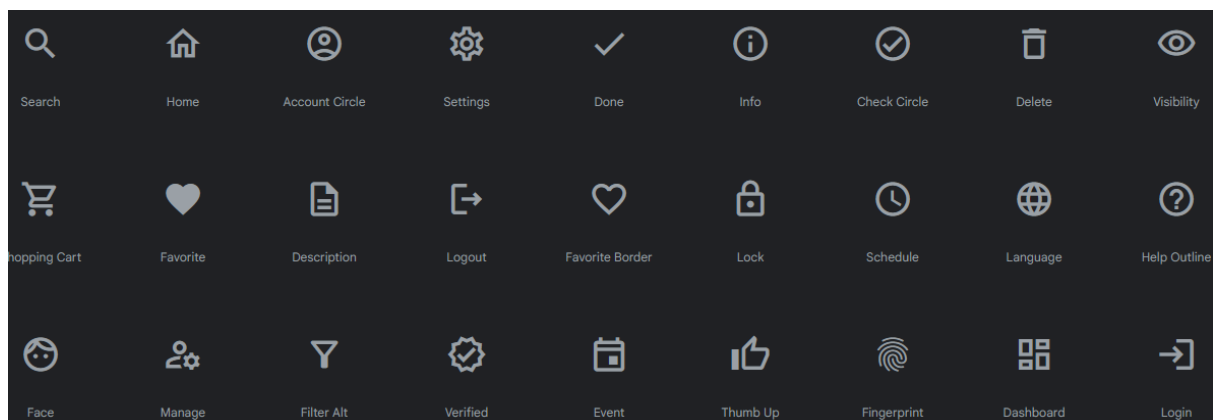 Search Home Account Circle Settings Done Info Check Circle Delete Visibility
hopping Cart Favorite Description Logout Favorite Border Lock Schedule Language Help Outline
Face Manage Filter Alt Verified Event Thumb Up Fingerprint Dashboard Login